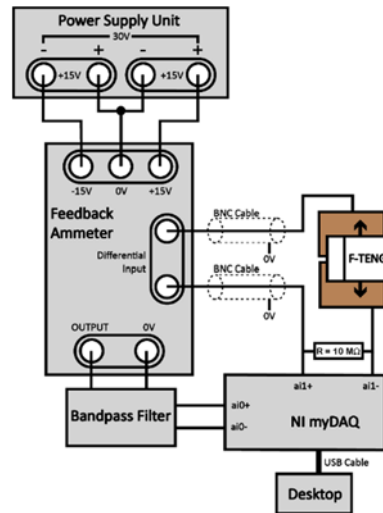 Power Supply Unit
30V
- + - +
+15V +15V
-15V 0V +15V
Feedback
Ammeter
Differential
Input
BNC Cable
0V
BNC Cable
0V
F-TENG
OUTPUT 0V
R = 10 MΩ
ai1+ ai1-
Bandpass Filter
ai0+
ai0-
NI myDAQ
USB Cable
Desktop